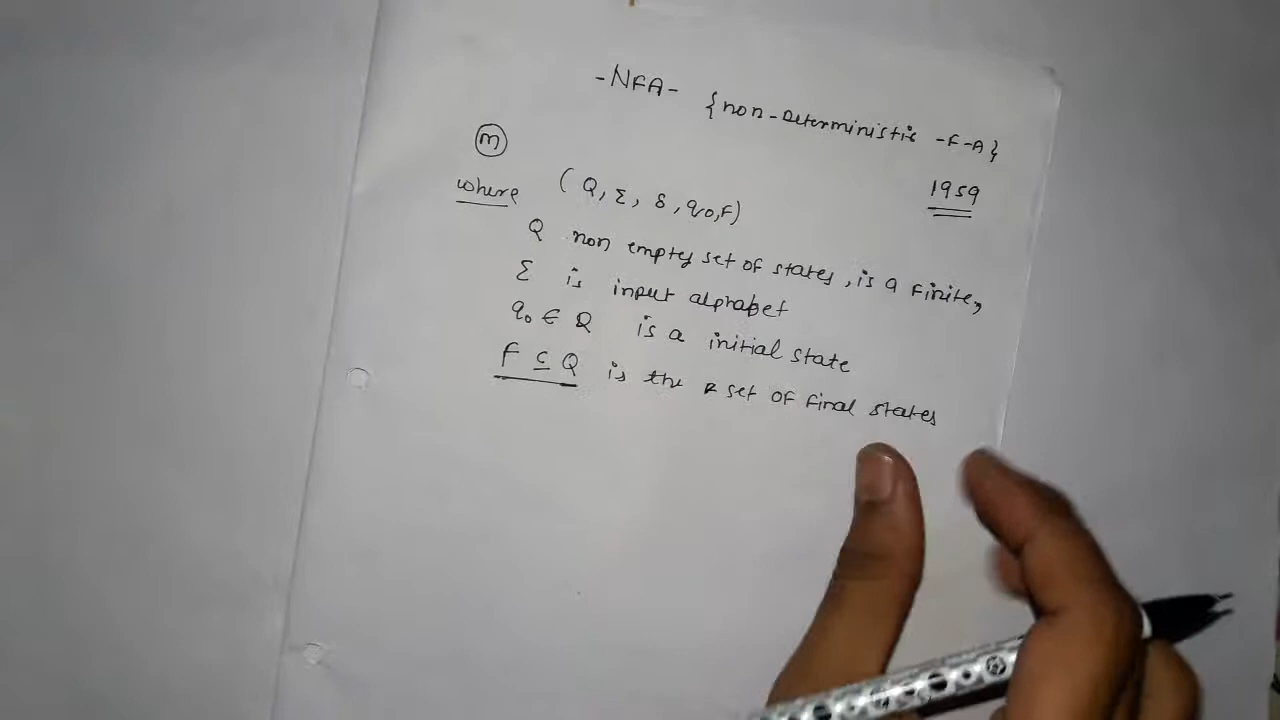 -NFA- {non-Deterministic -F-A}
1959
(m)
where (Q, Σ, δ, q0, F)
Q non empty set of states, is a finite,
Σ is input alphabet
q0 ∈ Q is a initial state
F ⊆ Q is the set of final states